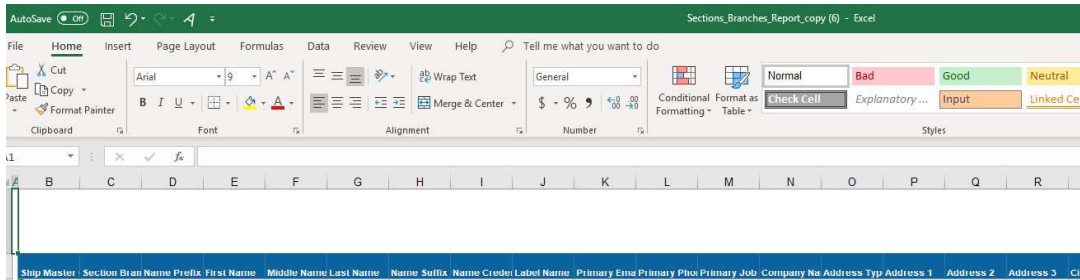 AutoSave Off Sections_Branches_Report_copy (6) - Excel
File Home Insert Page Layout Formulas Data Review View Help Tell me what you want to do
Cut Arial 9 Wrap Text General Normal Bad Good Neutral
Copy Conditional Format as Check Cell Explanatory ... Input Linked Ce
Paste Format Painter B I U Merge & Center $ % 9 Formatting Table
Clipboard Font Alignment Number Styles
A1 fx
A B C D E F G H I J K L M N O P Q R
Ship Master Section Bran Name Prefix First Name Middle Name Last Name Name Suffix Name Creden Label Name Primary Ema Primary Phon Primary Job Company Na Address Typ Address 1 Address 2 Address 3